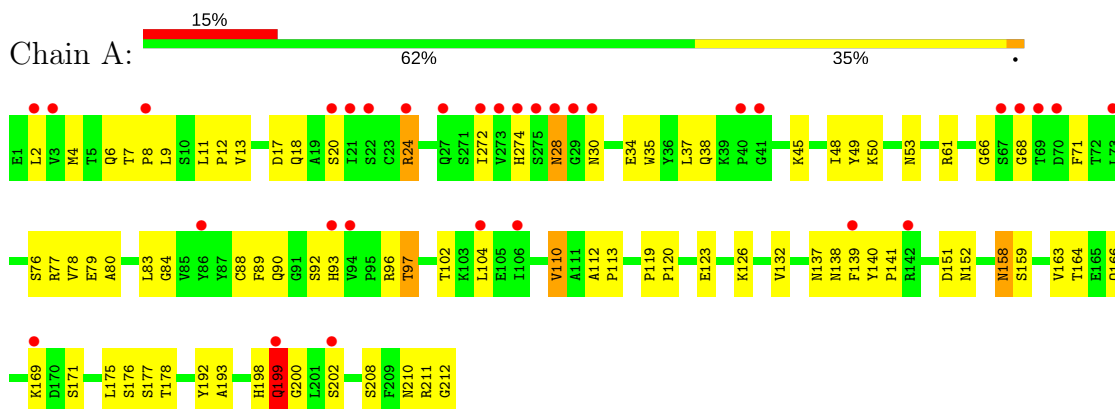 15%
Chain A:
62% 35% •
E1 L2 V3 M4 T5 Q6 T7 P8 L9 S10 L11 P12 V13 D17 Q18 A19 S20 I21 S22 C23 R24 Q27 S271 I272 V273 H274 S275 N28 G29 N30 E34 W35 Y36 L37 Q38 K39 P40 G41 K45 I48 Y49 K50 N53 R61 G66 S67 G68 T69 D70 F71 T72 L73
S76 R77 V78 E79 A80 L83 G84 V85 Y86 Y87 C88 F89 Q90 G91 S92 H93 V94 P95 R96 T97 T102 K103 L104 E105 I106 V110 A111 A112 P113 P119 P120 E123 K126 V132 N137 N138 F139 Y140 P141 R142 D151 N152 N158 S159 V163 T164 E165 Q166
K169 D170 S171 L175 S176 S177 T178 Y192 A193 H198 Q199 G200 L201 S202 S208 F209 N210 R211 G212